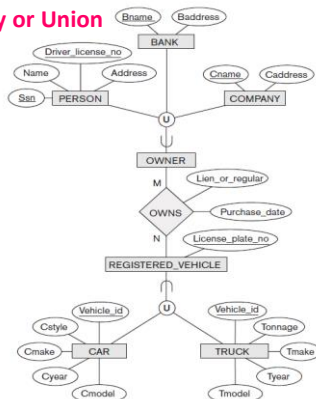 y or Union
Bname
Baddress
BANK
Driver_license_no
Name
Address
Cname
Caddress
Ssn
PERSON
COMPANY
U
OWNER
Lien_or_regular
M
OWNS
Purchase_date
N
License_plate_no
REGISTERED_VEHICLE
U
Vehicle_id
Vehicle_id
Cstyle
Tonnage
Cmake
CAR
TRUCK
Tmake
Cyear
Tyear
Cmodel
Tmodel